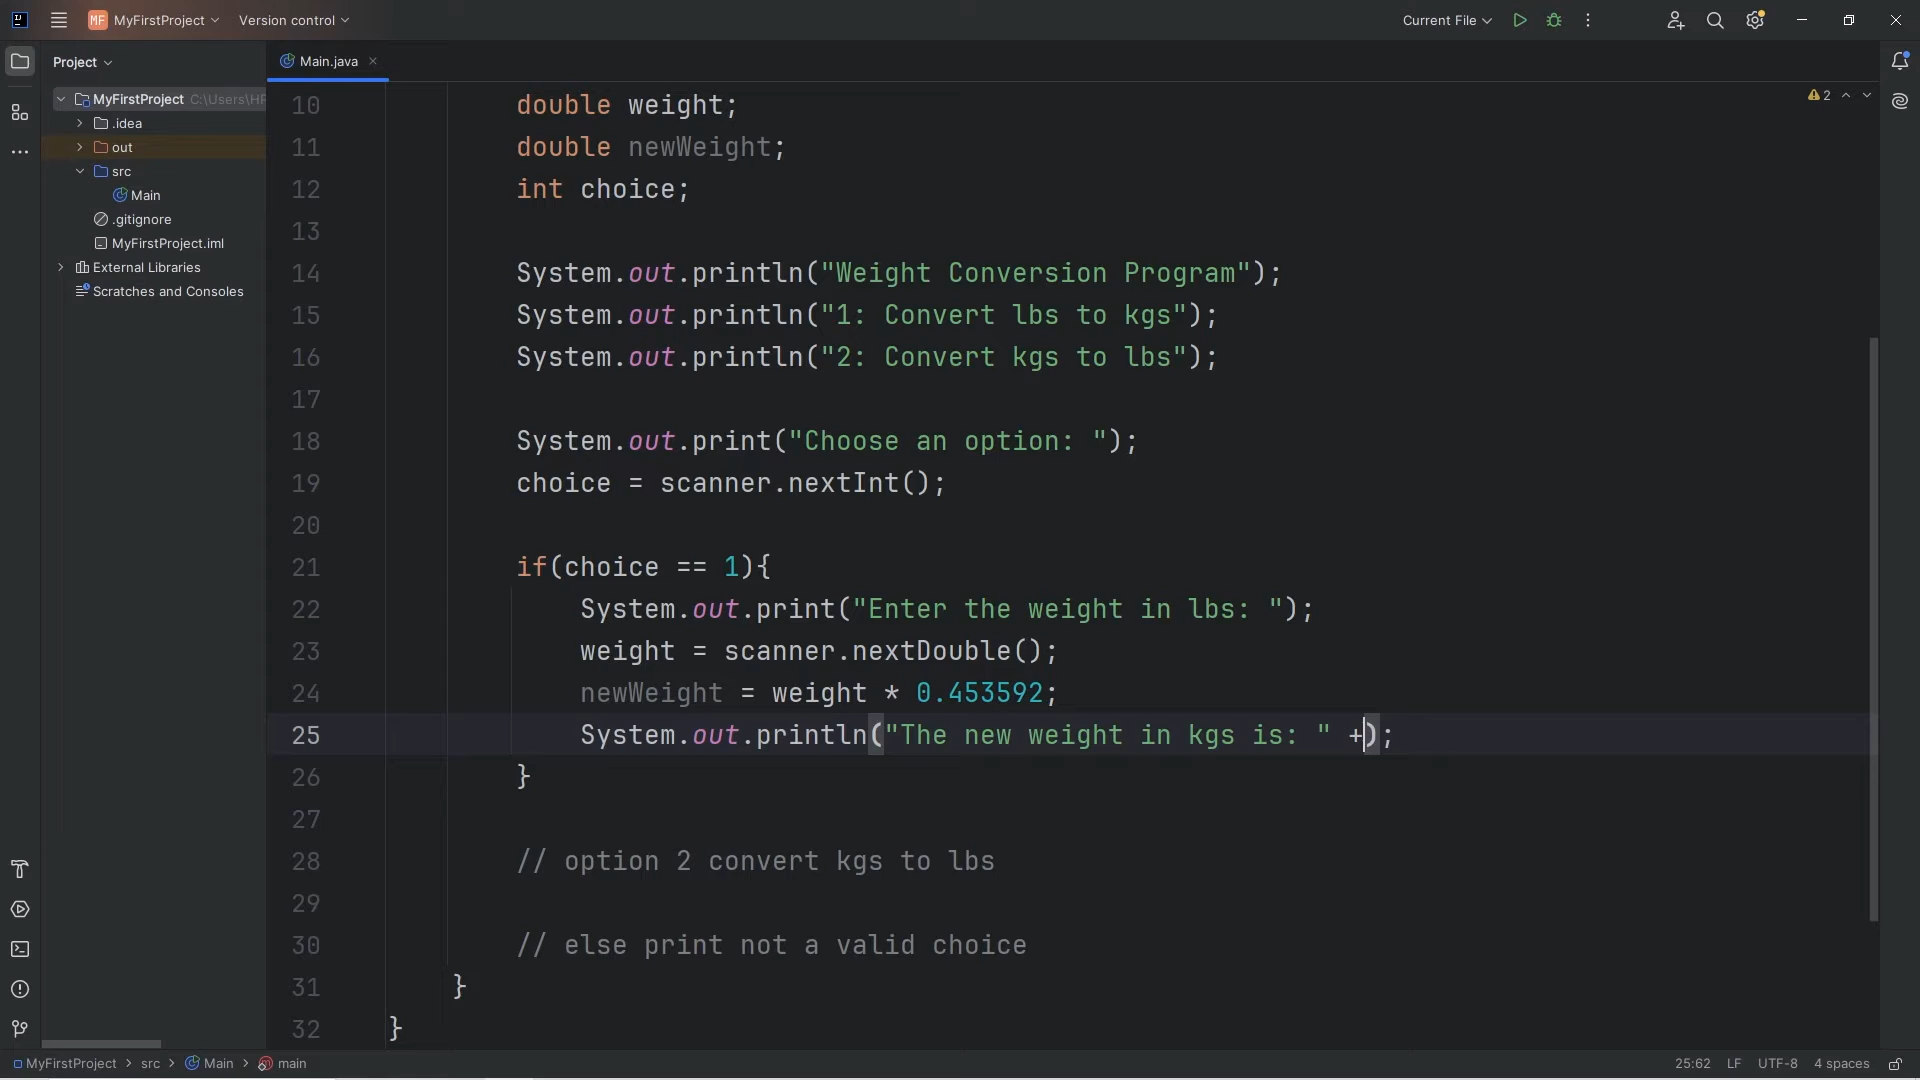 MF MyFirstProject Version control Current File
Project
Main.java
MyFirstProject C:\Users\HP
.idea
out
src
Main
.gitignore
MyFirstProject.iml
External Libraries
Scratches and Consoles
2
10 double weight;
11 double newWeight;
12 int choice;
13
14 System.out.println("Weight Conversion Program");
15 System.out.println("1: Convert lbs to kgs");
16 System.out.println("2: Convert kgs to lbs");
17
18 System.out.print("Choose an option: ");
19 choice = scanner.nextInt();
20
21 if(choice == 1){
22 System.out.print("Enter the weight in lbs: ");
23 weight = scanner.nextDouble();
24 newWeight = weight * 0.453592;
25 System.out.println("The new weight in kgs is: " +);
26 }
27
28 // option 2 convert kgs to lbs
29
30 // else print not a valid choice
31 }
32 }
MyFirstProject > src > Main > main 25:62 LF UTF-8 4 spaces